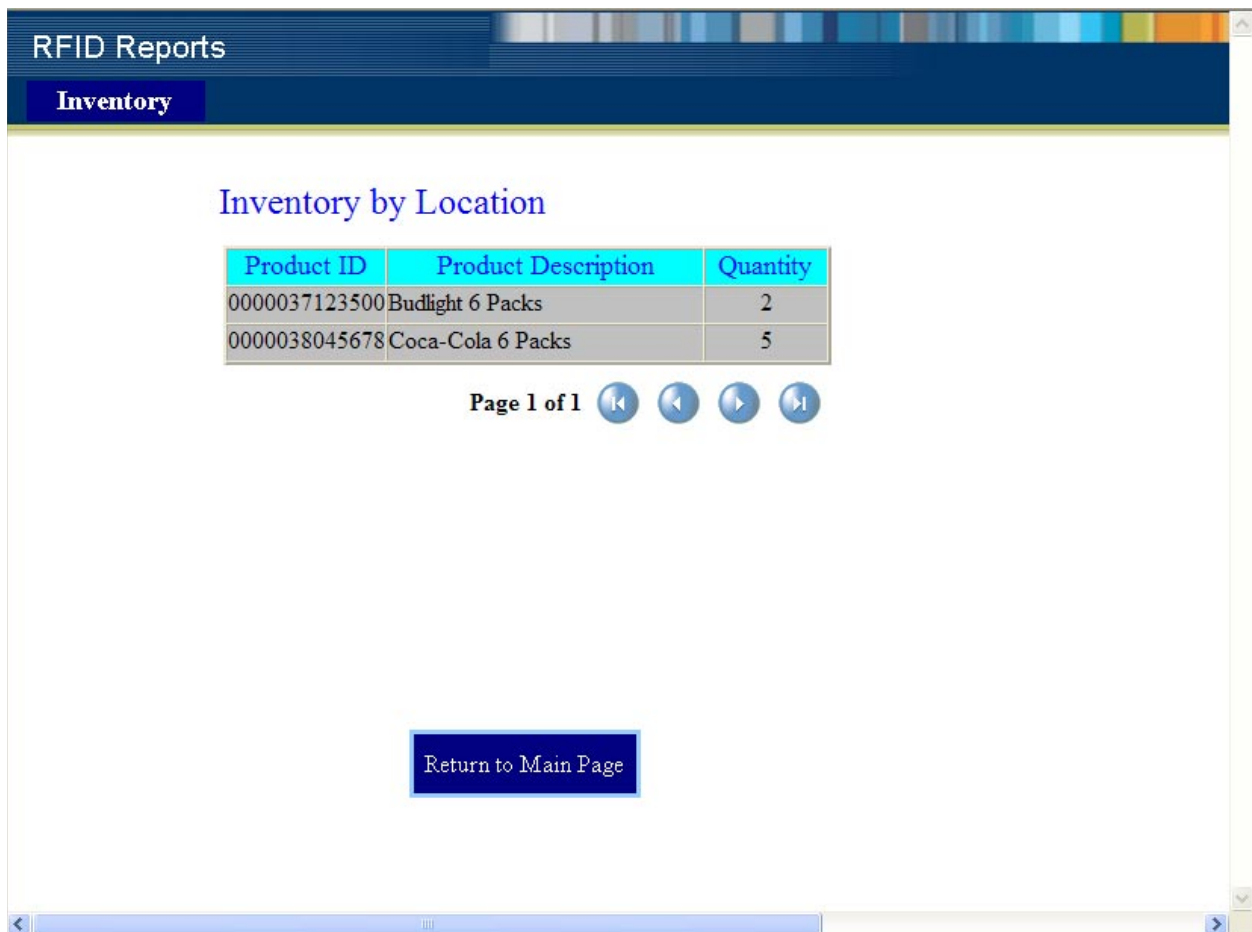 RFID Reports
Inventory
Inventory by Location
Product ID Product Description Quantity
0000037123500 Budlight 6 Packs 2
0000038045678 Coca-Cola 6 Packs 5
Page 1 of 1
Return to Main Page